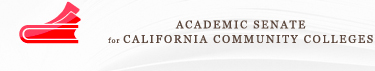 ACADEMIC SENATE
for CALIFORNIA COMMUNITY COLLEGES